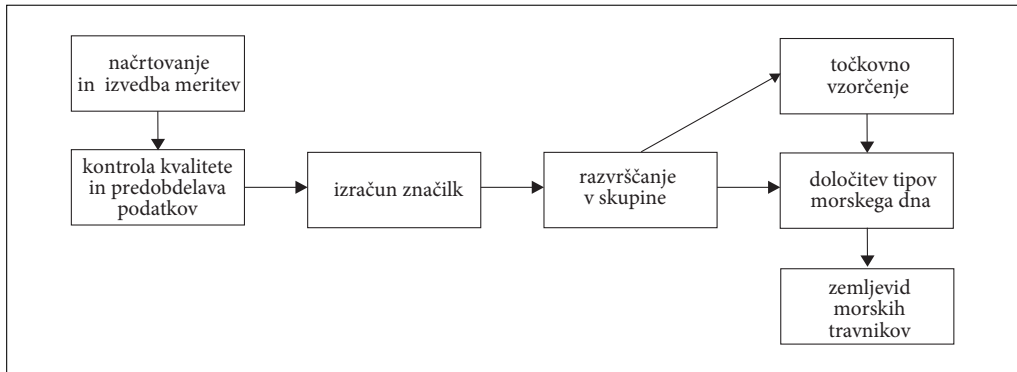 načrtovanje
in izvedba meritev
kontrola kvalitete
in predobdelava
podatkov
izračun značilk
razvrščanje
v skupine
točkovno
vzorčenje
določitev tipov
morskega dna
zemljevid
morskih
travnikov